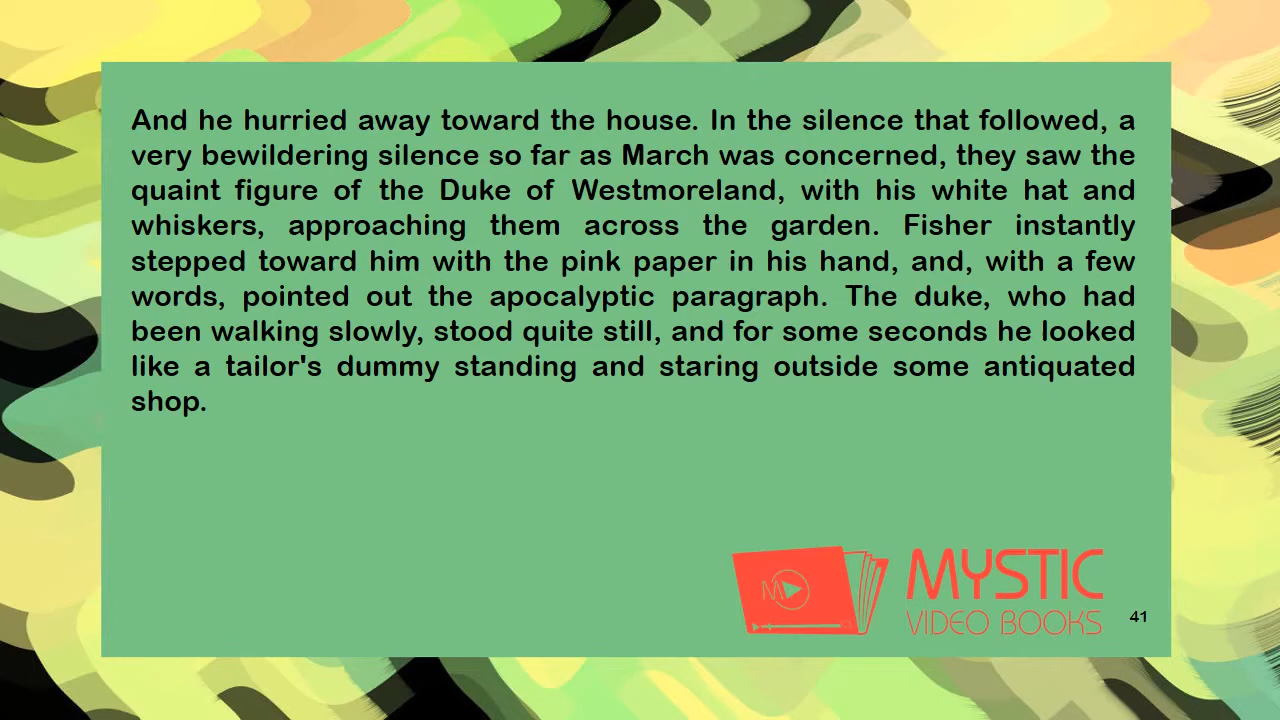 And he hurried away toward the house. In the silence that followed, a
very bewildering silence so far as March was concerned, they saw the
quaint figure of the Duke of Westmoreland, with his white hat and
whiskers, approaching them across the garden. Fisher instantly
stepped toward him with the pink paper in his hand, and, with a few
words, pointed out the apocalyptic paragraph. The duke, who had
been walking slowly, stood quite still, and for some seconds he looked
like a tailor's dummy standing and staring outside some antiquated
shop.
M
MYSTIC
VIDEO BOOKS
41